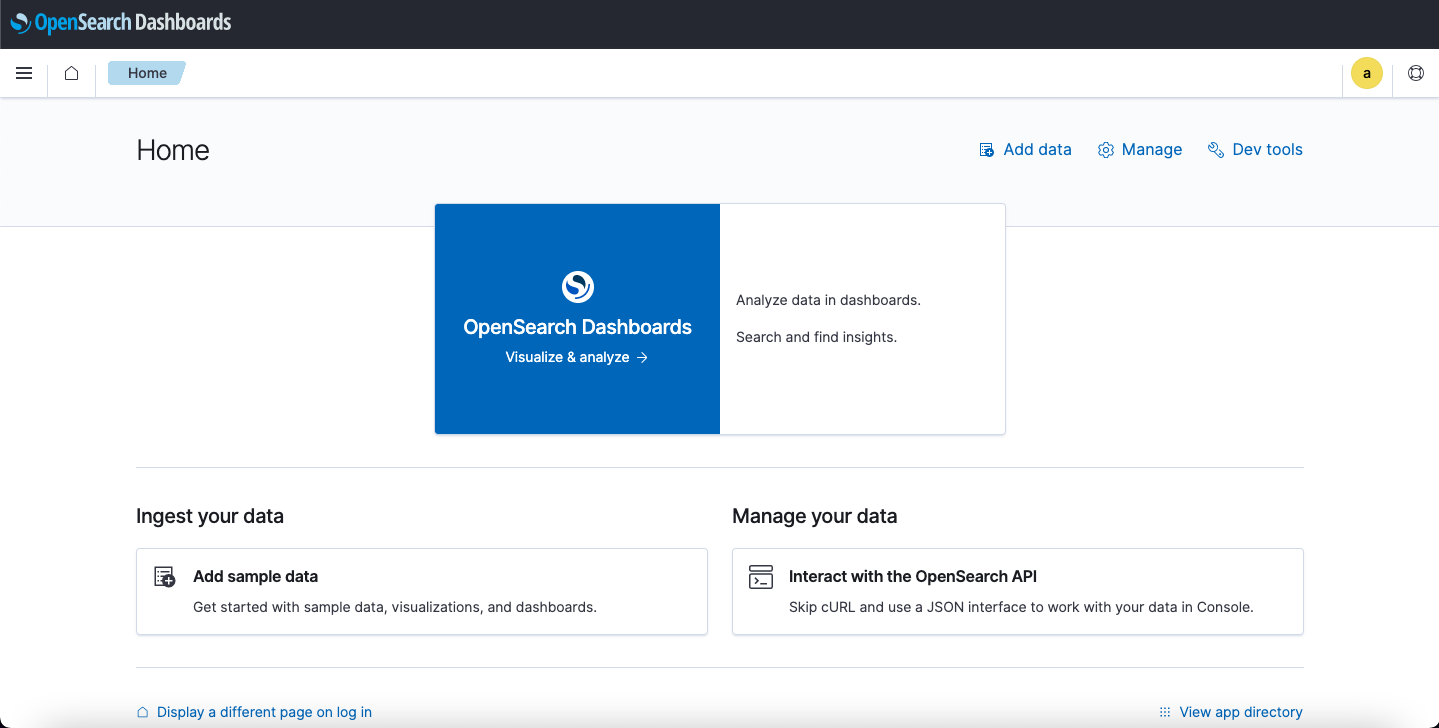 OpenSearch Dashboards
Home
a
Home
Add data
Manage
Dev tools
OpenSearch Dashboards
Visualize & analyze →
Analyze data in dashboards.
Search and find insights.
Ingest your data
Add sample data
Get started with sample data, visualizations, and dashboards.
Manage your data
Interact with the OpenSearch API
Skip cURL and use a JSON interface to work with your data in Console.
Display a different page on log in
View app directory